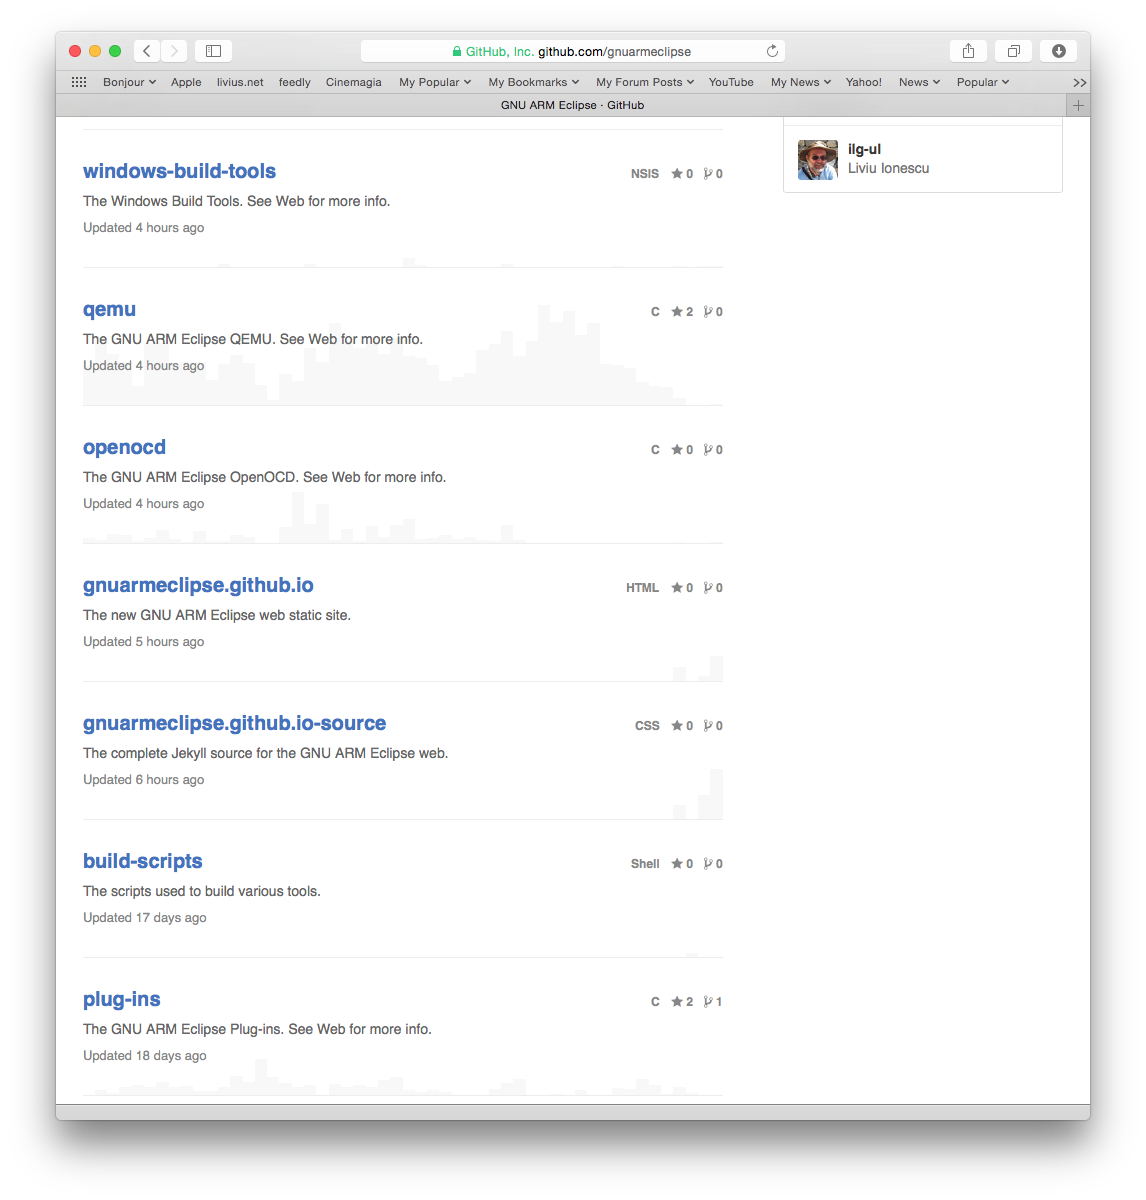 GitHub, Inc. github.com/gnuarmeclipse
Bonjour Apple livius.net feedly Cinemagia My Popular My Bookmarks My Forum Posts YouTube My News Yahoo! News Popular >>
GNU ARM Eclipse · GitHub
windows-build-tools
NSIS 0 0
The Windows Build Tools. See Web for more info.
Updated 4 hours ago
qemu
C 2 0
The GNU ARM Eclipse QEMU. See Web for more info.
Updated 4 hours ago
openocd
C 0 0
The GNU ARM Eclipse OpenOCD. See Web for more info.
Updated 4 hours ago
gnuarmeclipse.github.io
HTML 0 0
The new GNU ARM Eclipse web static site.
Updated 5 hours ago
gnuarmeclipse.github.io-source
CSS 0 0
The complete Jekyll source for the GNU ARM Eclipse web.
Updated 6 hours ago
build-scripts
Shell 0 0
The scripts used to build various tools.
Updated 17 days ago
plug-ins
C 2 1
The GNU ARM Eclipse Plug-ins. See Web for more info.
Updated 18 days ago
ilg-ul
Liviu Ionescu